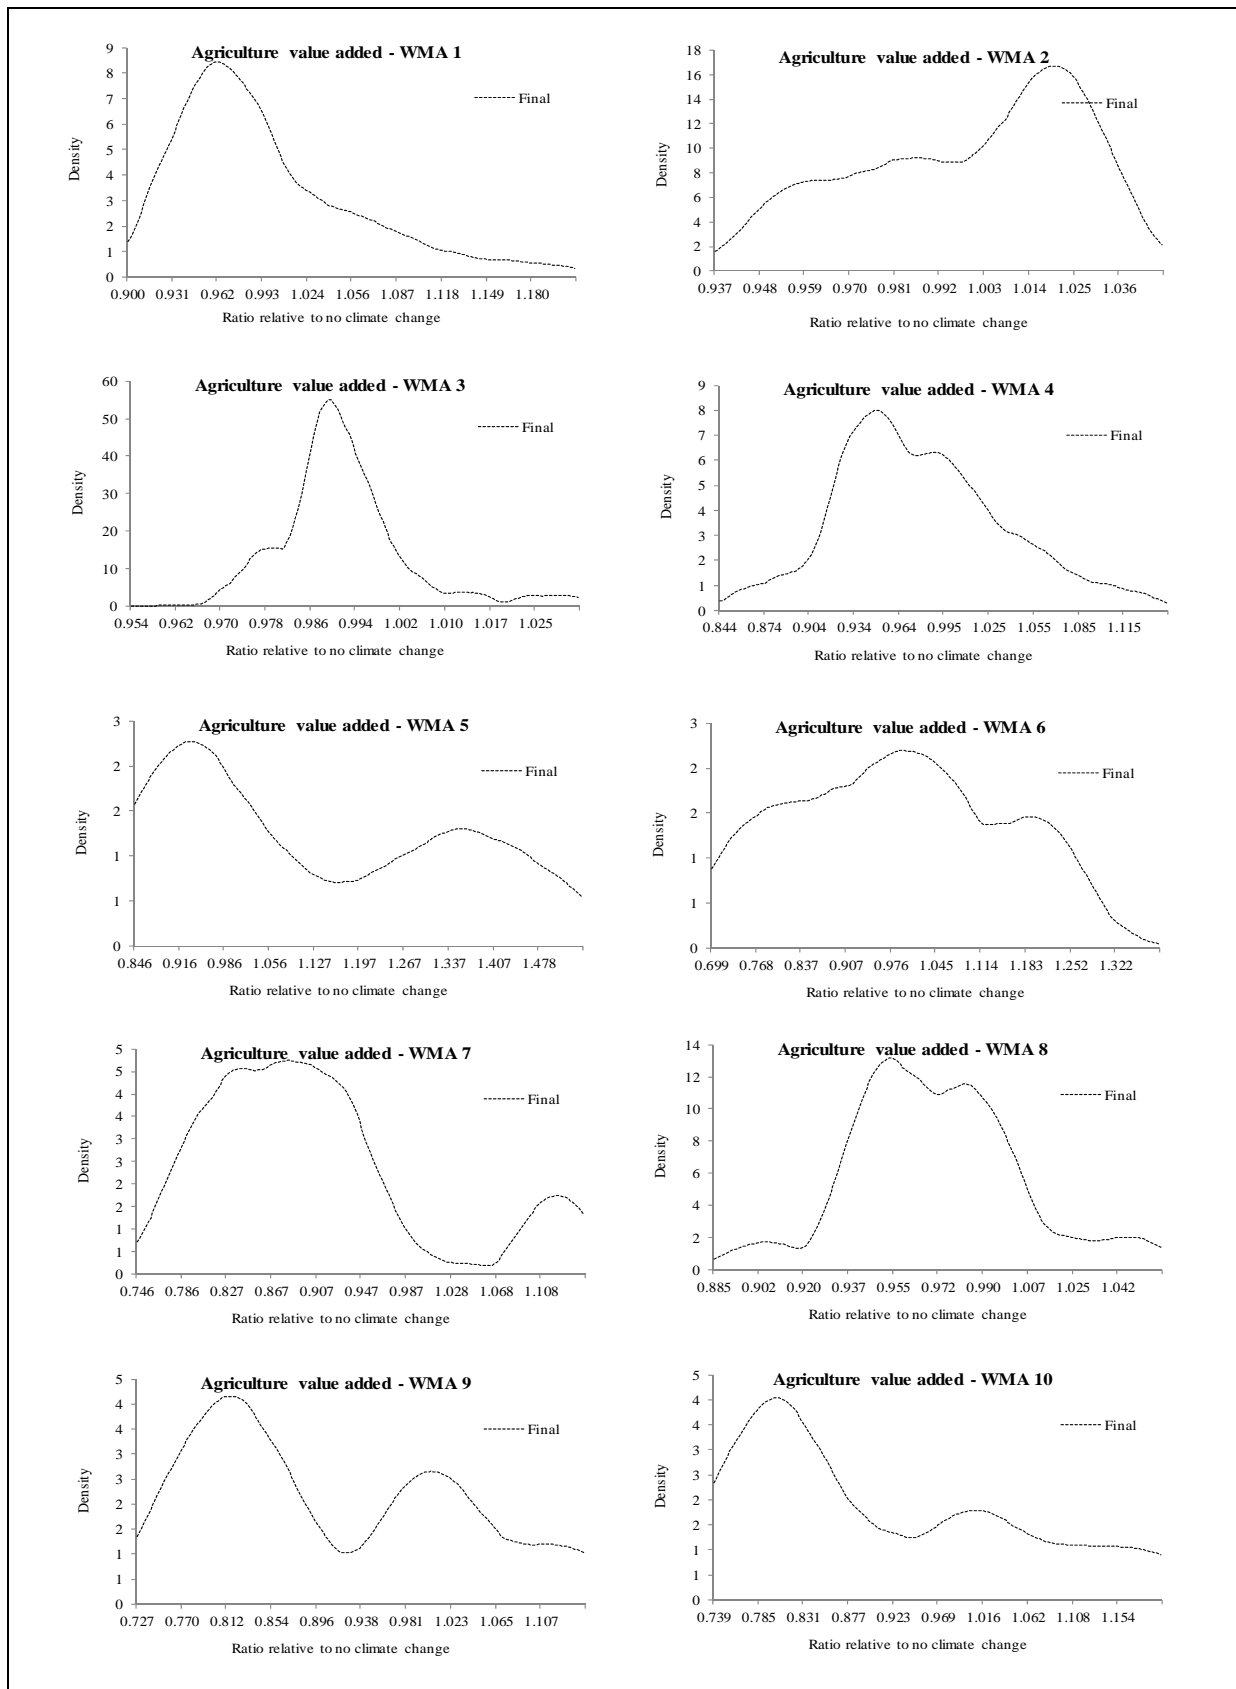 Agriculture value added - WMA 1
9
8
7
6
5
4
3
2
1
0
Density
Final
0.900 0.931 0.962 0.993 1.024 1.056 1.087 1.118 1.149 1.180
Ratio relative to no climate change
Agriculture value added - WMA 2
18
16
14
12
10
8
6
4
2
0
Density
Final
0.937 0.948 0.959 0.970 0.981 0.992 1.003 1.014 1.025 1.036
Ratio relative to no climate change
Agriculture value added - WMA 3
60
50
40
30
20
10
0
Density
Final
0.954 0.962 0.970 0.978 0.986 0.994 1.002 1.010 1.017 1.025
Ratio relative to no climate change
Agriculture value added - WMA 4
9
8
7
6
5
4
3
2
1
0
Density
Final
0.844 0.874 0.904 0.934 0.964 0.995 1.025 1.055 1.085 1.115
Ratio relative to no climate change
Agriculture value added - WMA 5
3
2
2
1
1
0
Density
Final
0.846 0.916 0.986 1.056 1.127 1.197 1.267 1.337 1.407 1.478
Ratio relative to no climate change
Agriculture value added - WMA 6
3
2
2
1
1
0
Density
Final
0.699 0.768 0.837 0.907 0.976 1.045 1.114 1.183 1.252 1.322
Ratio relative to no climate change
Agriculture value added - WMA 7
5
5
4
4
3
3
2
2
1
1
0
Density
Final
0.746 0.786 0.827 0.867 0.907 0.947 0.987 1.028 1.068 1.108
Ratio relative to no climate change
Agriculture value added - WMA 8
14
12
10
8
6
4
2
0
Density
Final
0.885 0.902 0.920 0.937 0.955 0.972 0.990 1.007 1.025 1.042
Ratio relative to no climate change
Agriculture value added - WMA 9
5
4
4
3
3
2
2
1
1
0
Density
Final
0.727 0.770 0.812 0.854 0.896 0.938 0.981 1.023 1.065 1.107
Ratio relative to no climate change
Agriculture value added - WMA 10
5
4
4
3
3
2
2
1
1
0
Density
Final
0.739 0.785 0.831 0.877 0.923 0.969 1.016 1.062 1.108 1.154
Ratio relative to no climate change